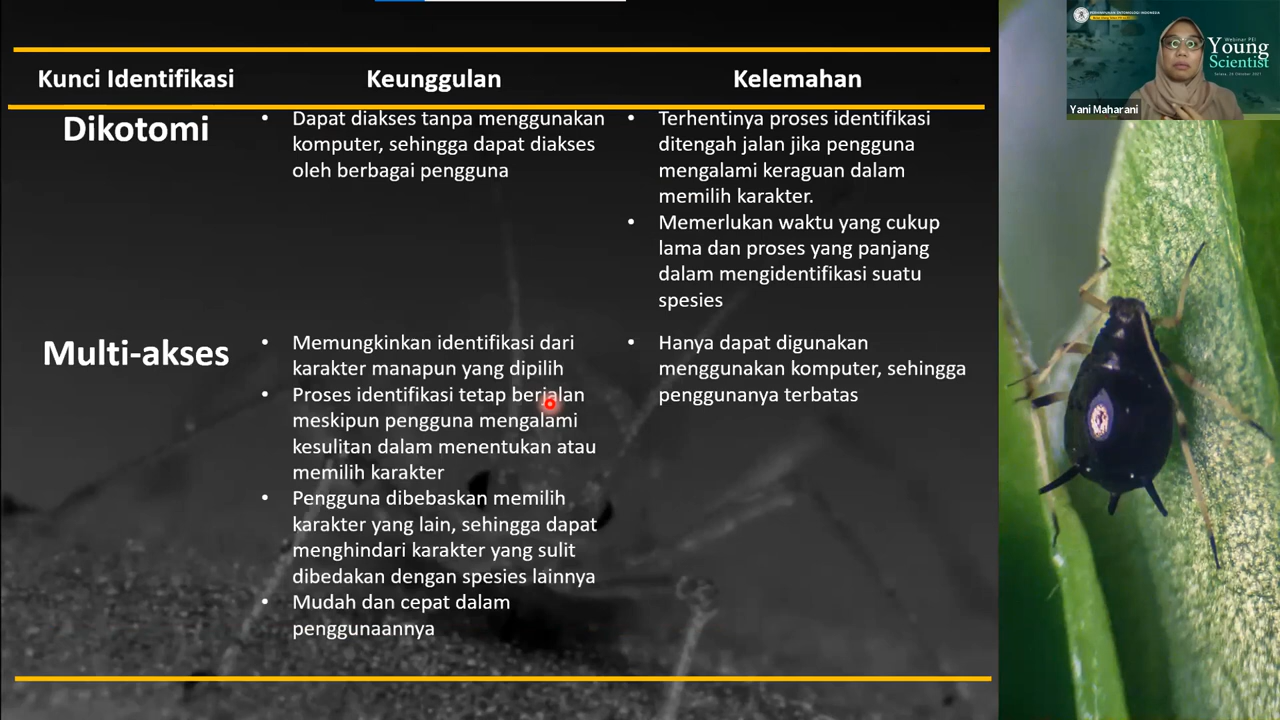 Kunci Identifikasi
Keunggulan
Kelemahan
Dikotomi
• Dapat diakses tanpa menggunakan
komputer, sehingga dapat diakses
oleh berbagai pengguna
• Terhentinya proses identifikasi
ditengah jalan jika pengguna
mengalami keraguan dalam
memilih karakter.
• Memerlukan waktu yang cukup
lama dan proses yang panjang
dalam mengidentifikasi suatu
spesies
Multi-akses
• Memungkinkan identifikasi dari
karakter manapun yang dipilih
• Proses identifikasi tetap berjalan
meskipun pengguna mengalami
kesulitan dalam menentukan atau
memilih karakter
• Pengguna dibebaskan memilih
karakter yang lain, sehingga dapat
menghindari karakter yang sulit
dibedakan dengan spesies lainnya
• Mudah dan cepat dalam
penggunaannya
• Hanya dapat digunakan
menggunakan komputer, sehingga
penggunanya terbatas
PERHIMPUNAN ENTOMOLOGI INDONESIA
Webinar PEI
Young
Scientist
Yani Maharani